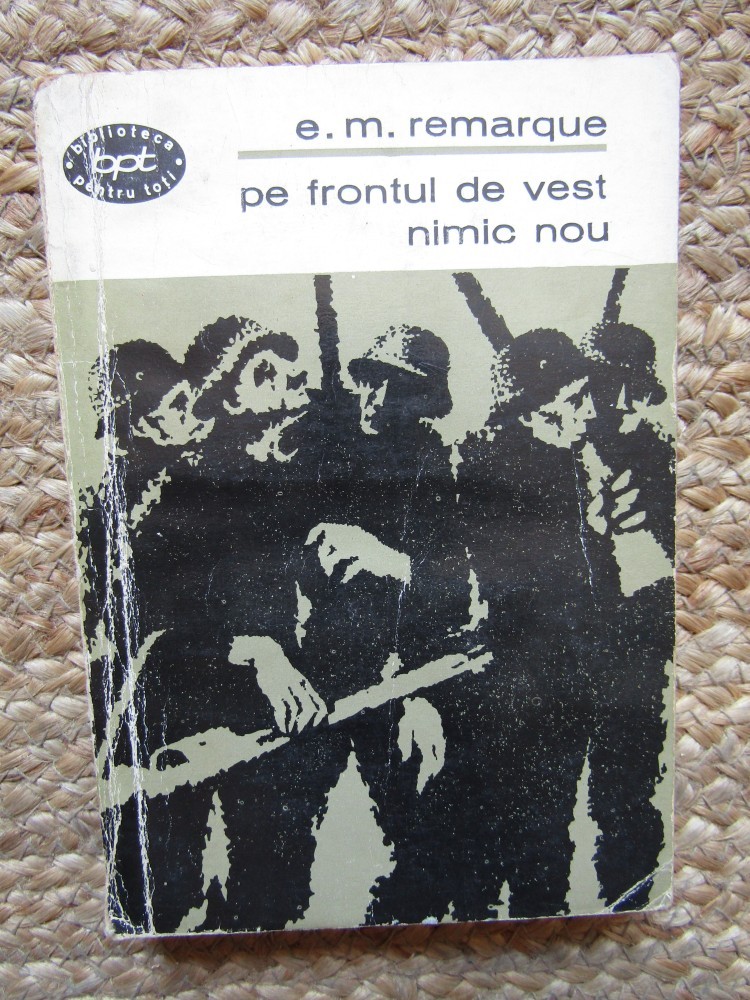 e. m. remarque
biblioteca
bpt
pentru toți
pe frontul de vest
nimic nou